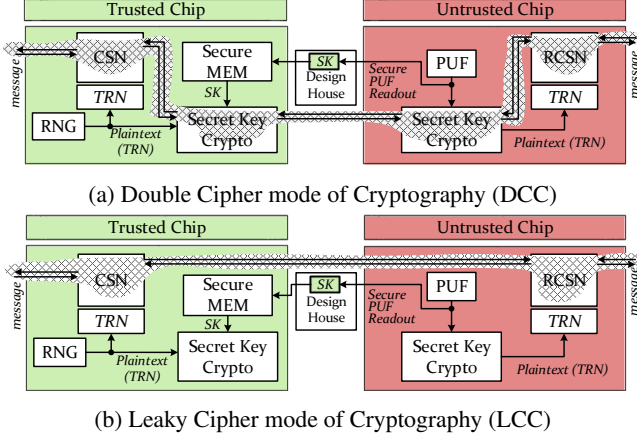 Trusted Chip
Untrusted Chip
message
CSN
Secure
MEM
SK
Design
House
Secure
PUF
Readout
PUF
RCSN
message
TRN
SK
TRN
RNG
Plaintext
(TRN)
Secret Key
Crypto
Secret Key
Crypto
Plaintext (TRN)
(a) Double Cipher mode of Cryptography (DCC)
Trusted Chip
Untrusted Chip
message
CSN
Secure
MEM
SK
Design
House
Secure
PUF
Readout
PUF
RCSN
message
TRN
SK
TRN
RNG
Plaintext
(TRN)
Secret Key
Crypto
Secret Key
Crypto
Plaintext (TRN)
(b) Leaky Cipher mode of Cryptography (LCC)